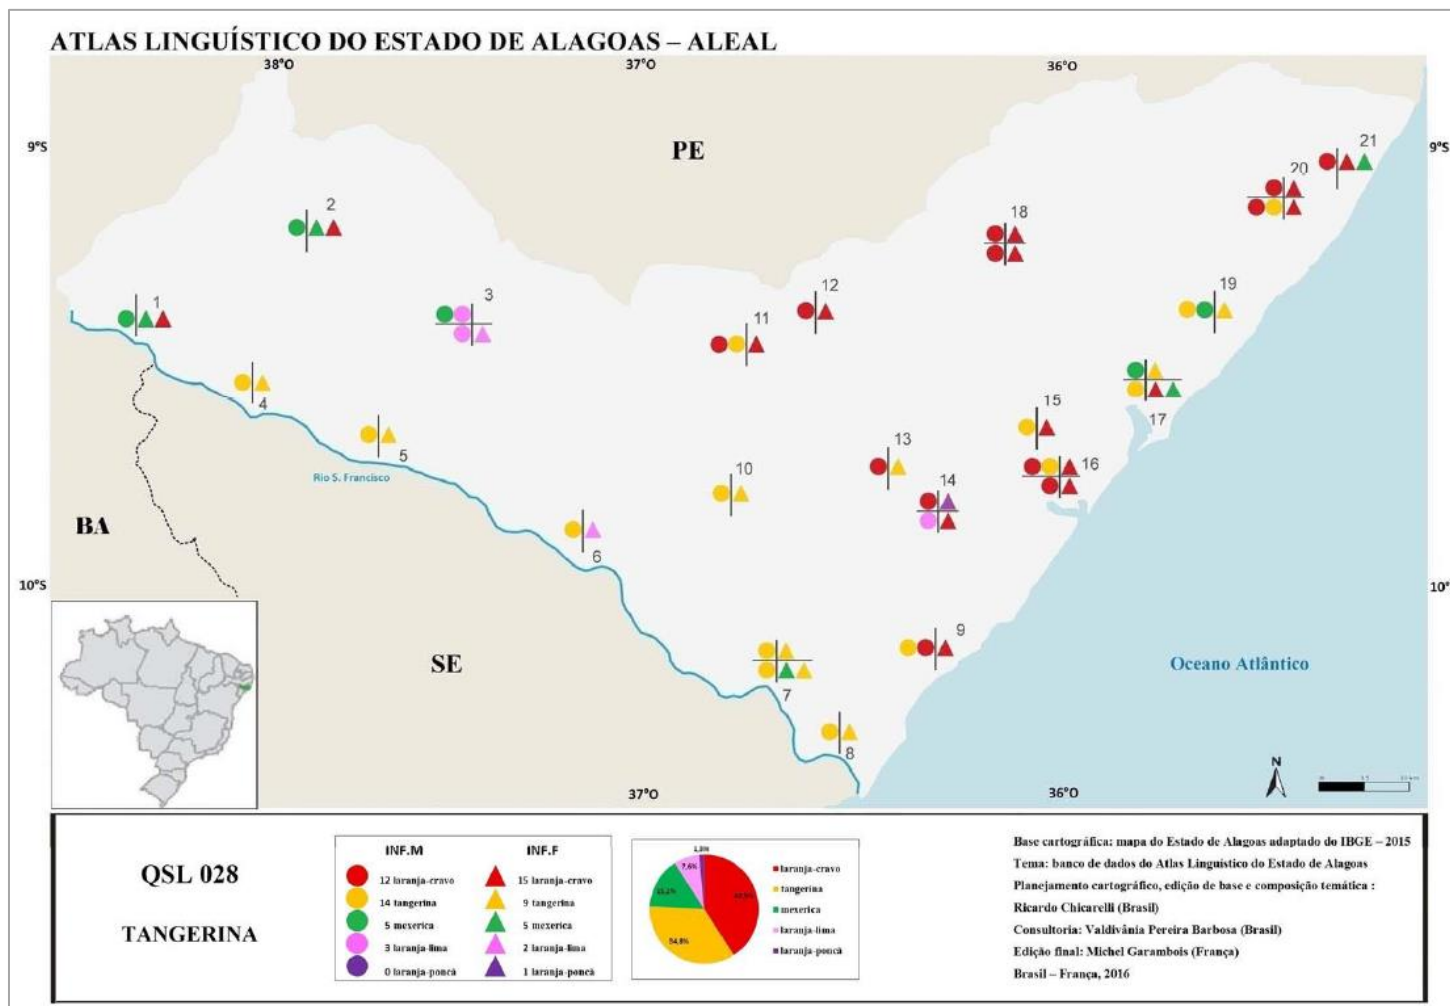 ATLAS LINGUÍSTICO DO ESTADO DE ALAGOAS – ALEAL
38°O 37°O 36°O
9°S 9°S
PE
21
20
2
18
3
19
1
12
11
4
15
17
5
13
16
10
14
Rio S. Francisco
BA
6
10°S 10°
9
SE
Oceano Atlântico
7
8
N
37°O 36°O
QSL 028
TANGERINA
INF.M INF.F
12 laranja-cravo 15 laranja-cravo
14 tangerina 9 tangerina
5 mexerica 5 mexerica
3 laranja-lima 2 laranja-lima
0 laranja-poncã 1 laranja-poncã
7,6%
34,8%
laranja-cravo
tangerina
mexerica
laranja-lima
laranja-poncã
Base cartográfica: mapa do Estado de Alagoas adaptado do IBGE – 2015
Tema: banco de dados do Atlas Linguístico do Estado de Alagoas
Planejamento cartográfico, edição de base e composição temática :
Ricardo Chicarelli (Brasil)
Consultoria: Valdivânia Pereira Barbosa (Brasil)
Edição final: Michel Garambois (França)
Brasil – França, 2016